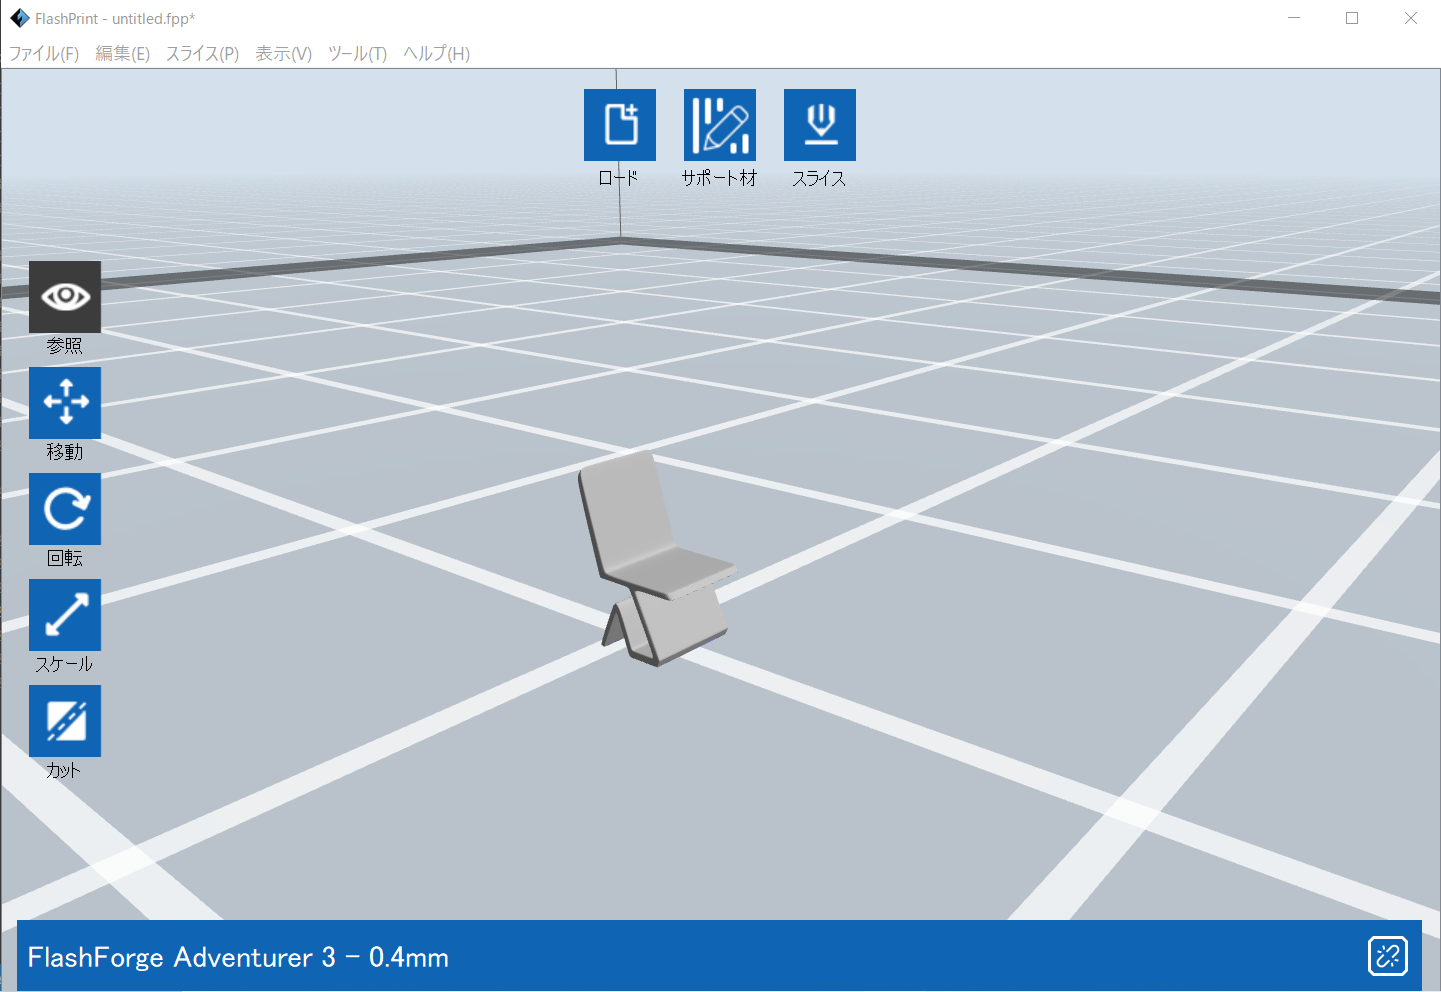 FlashPrint - untitled.fpp*
ファイル(F) 編集(E) スライス(P) 表示(V) ツール(T) ヘルプ(H)
ロード サポート材 スライス
参照
移動
回転
スケール
カット
FlashForge Adventurer 3 - 0.4mm